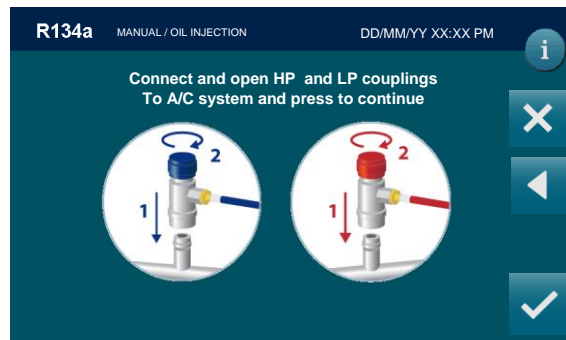 R134a MANUAL / OIL INJECTION DD/MM/YY XX:XX PM
i
Connect and open HP and LP couplings
To A/C system and press to continue
2
1
2
1